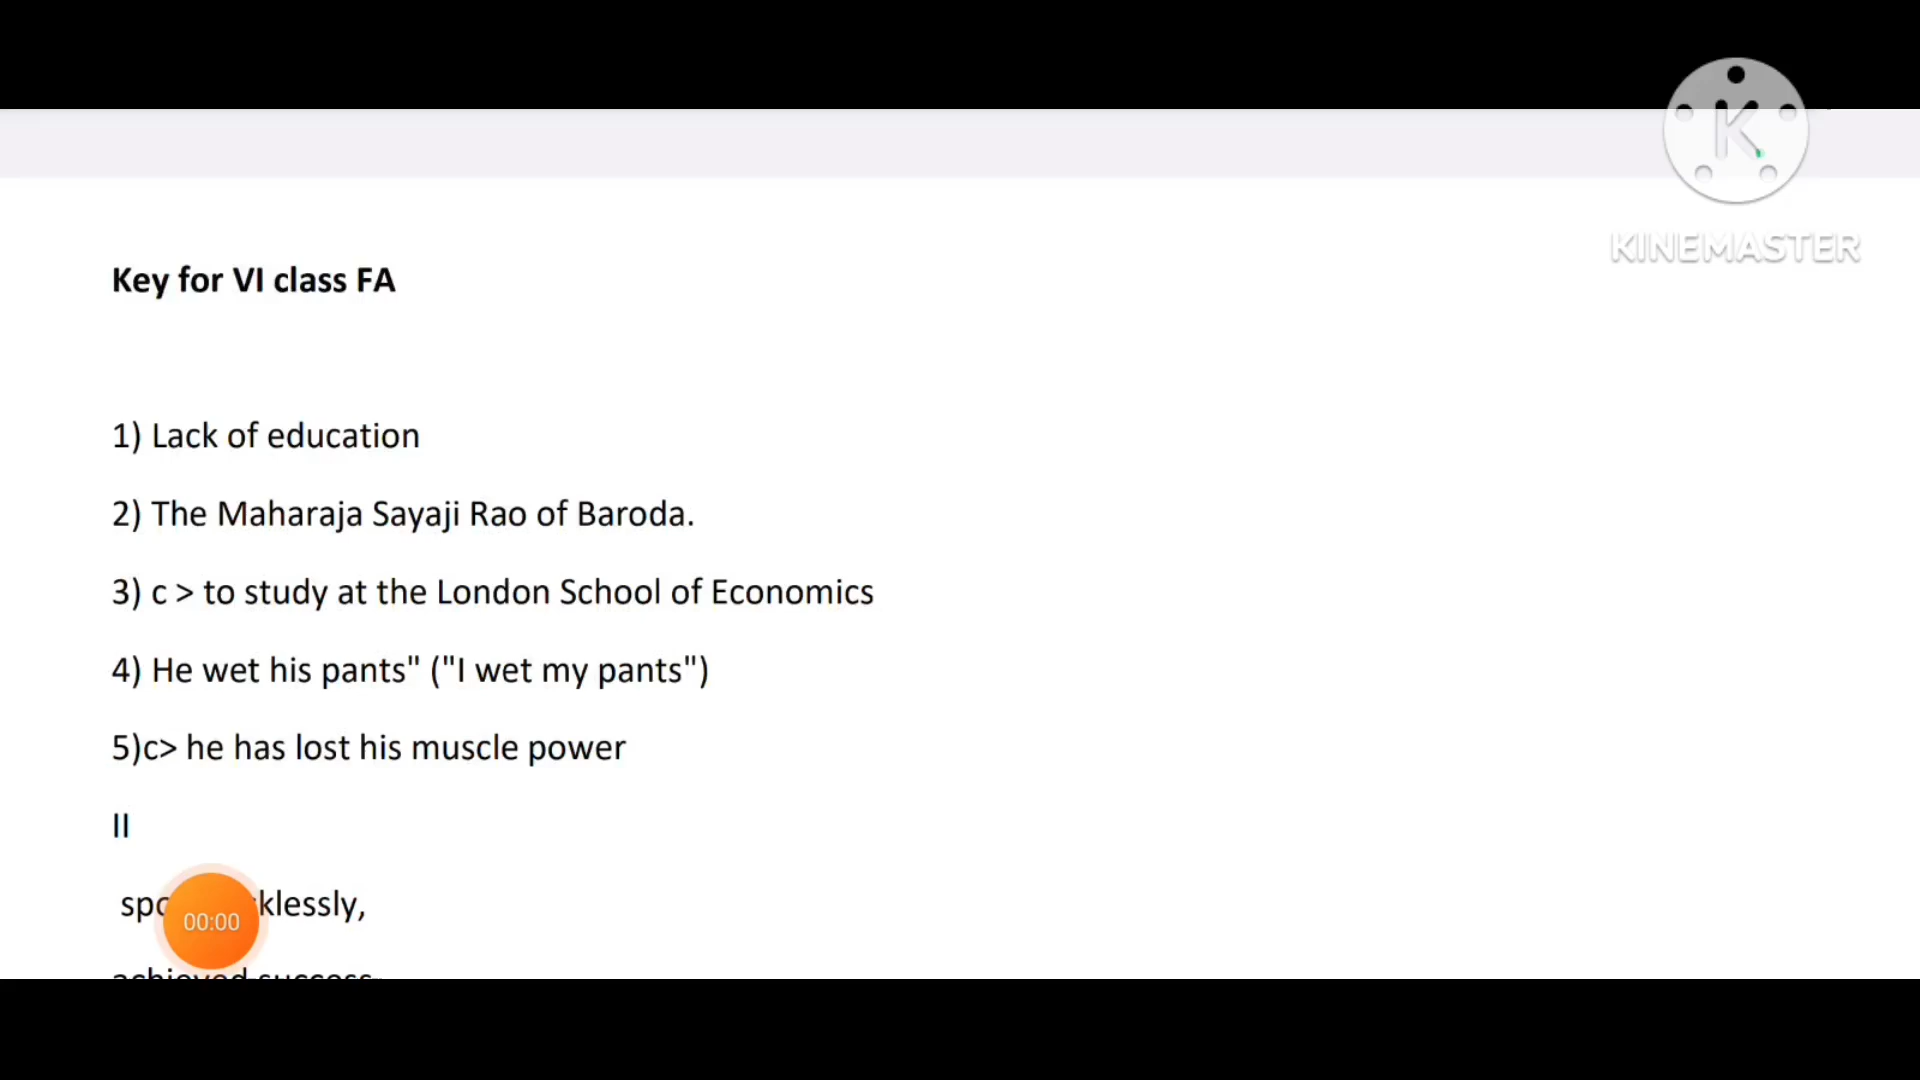 K
KINEMASTER
Key for VI class FA
1) Lack of education
2) The Maharaja Sayaji Rao of Baroda.
3) c > to study at the London School of Economics
4) He wet his pants" ("I wet my pants")
5)c> he has lost his muscle power
II
00:00
achieved success